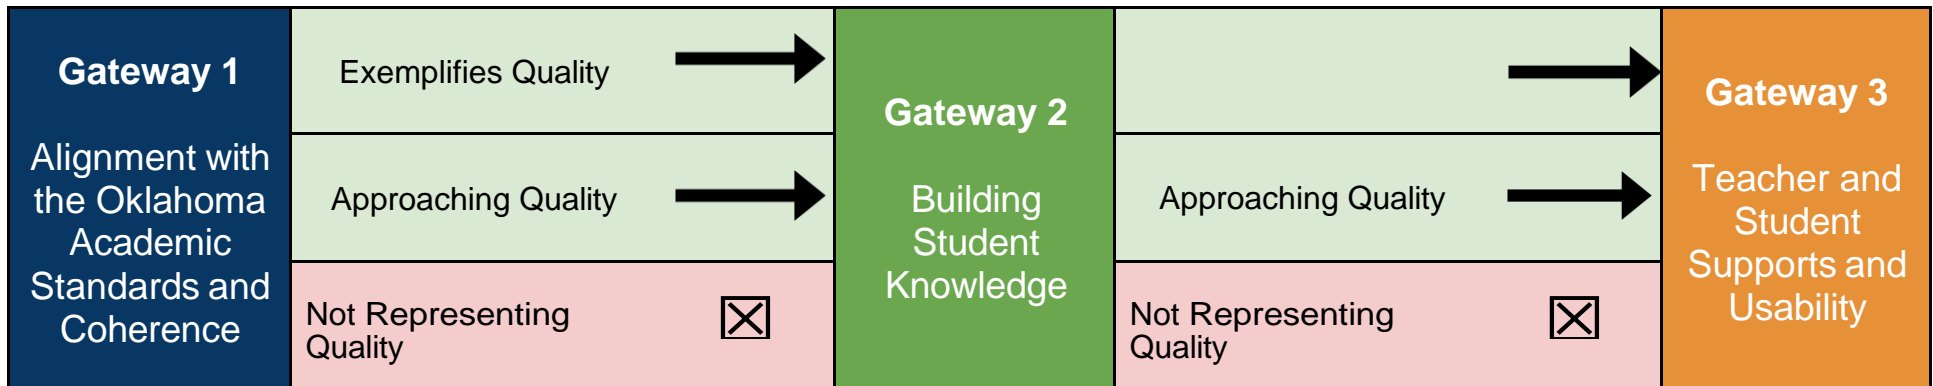 Gateway 1
Alignment with
the Oklahoma
Academic
Standards and
Coherence
Exemplifies Quality
Approaching Quality
Not Representing
Quality
Gateway 2
Building
Student
Knowledge
Approaching Quality
Not Representing
Quality
Gateway 3
Teacher and
Student
Supports and
Usability